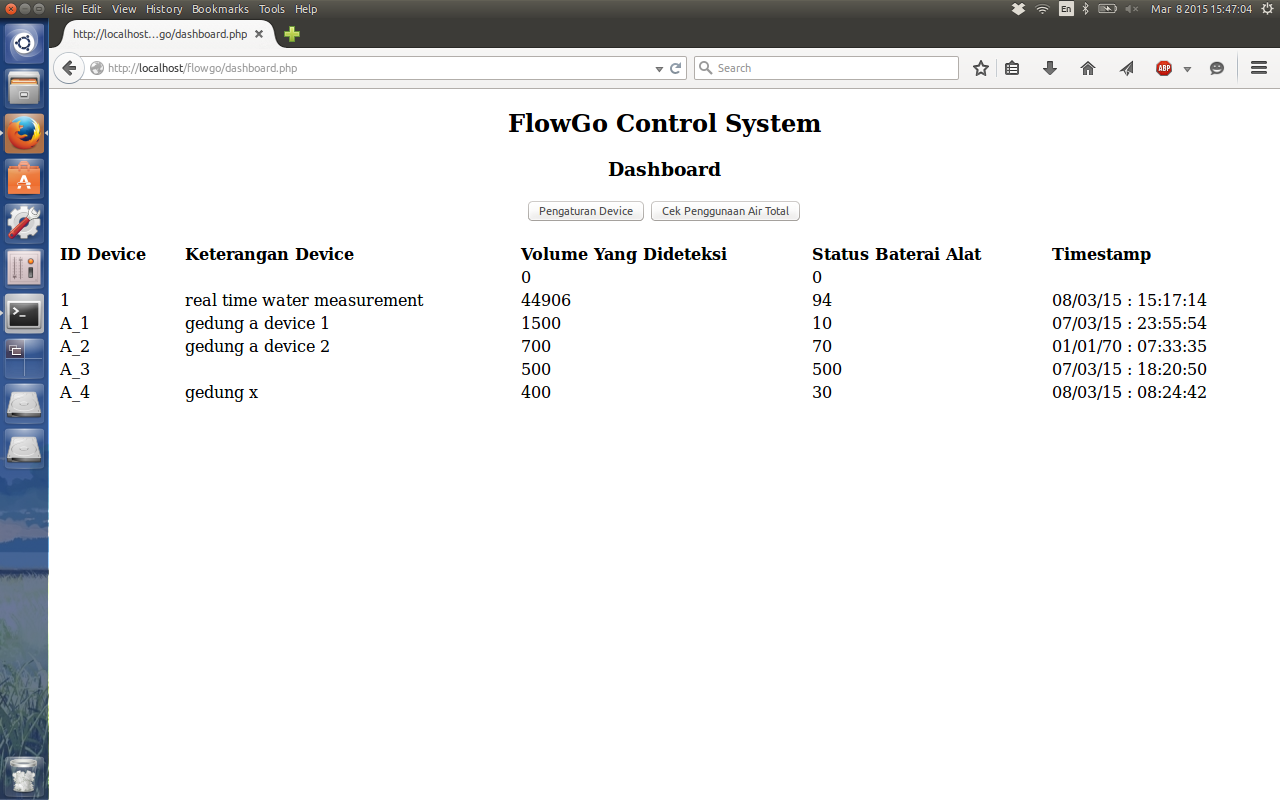 File Edit View History Bookmarks Tools Help En Mar 8 2015 15:47:04
http://localhost...go/dashboard.php
http://localhost/flowgo/dashboard.php Search ABP
FlowGo Control System
Dashboard
Pengaturan Device Cek Penggunaan Air Total
ID Device Keterangan Device Volume Yang Dideteksi Status Baterai Alat Timestamp
0 0
1 real time water measurement 44906 94 08/03/15 : 15:17:14
A_1 gedung a device 1 1500 10 07/03/15 : 23:55:54
A_2 gedung a device 2 700 70 01/01/70 : 07:33:35
A_3 500 500 07/03/15 : 18:20:50
A_4 gedung x 400 30 08/03/15 : 08:24:42